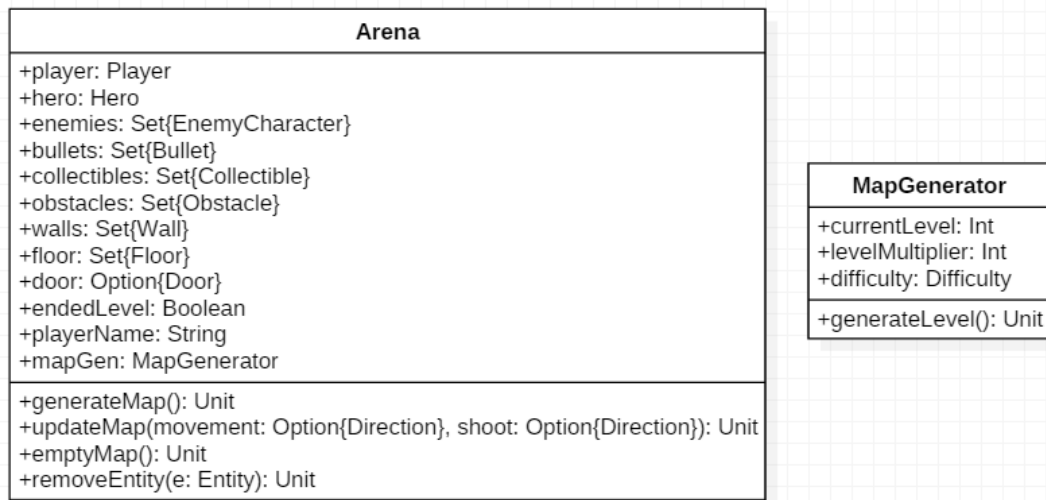 Arena
+player: Player
+hero: Hero
+enemies: Set{EnemyCharacter}
+bullets: Set{Bullet}
+collectibles: Set{Collectible}
+obstacles: Set{Obstacle}
+walls: Set{Wall}
+floor: Set{Floor}
+door: Option{Door}
+endedLevel: Boolean
+playerName: String
+mapGen: MapGenerator
+generateMap(): Unit
+updateMap(movement: Option{Direction}, shoot: Option{Direction}): Unit
+emptyMap(): Unit
+removeEntity(e: Entity): Unit
MapGenerator
+currentLevel: Int
+levelMultiplier: Int
+difficulty: Difficulty
+generateLevel(): Unit